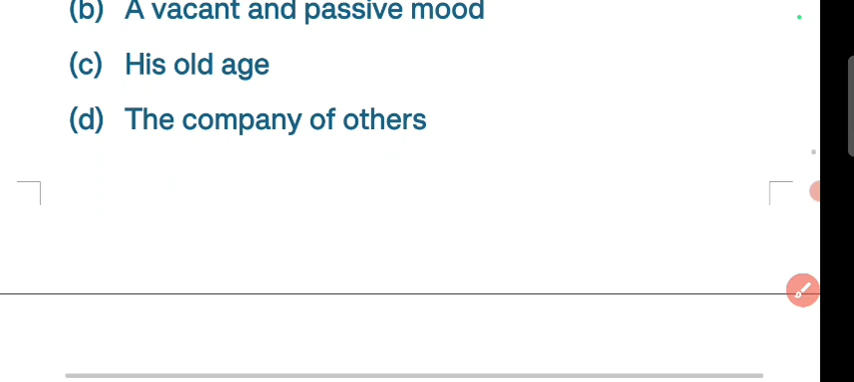 (b) A vacant and passive mood
(c) His old age
(d) The company of others